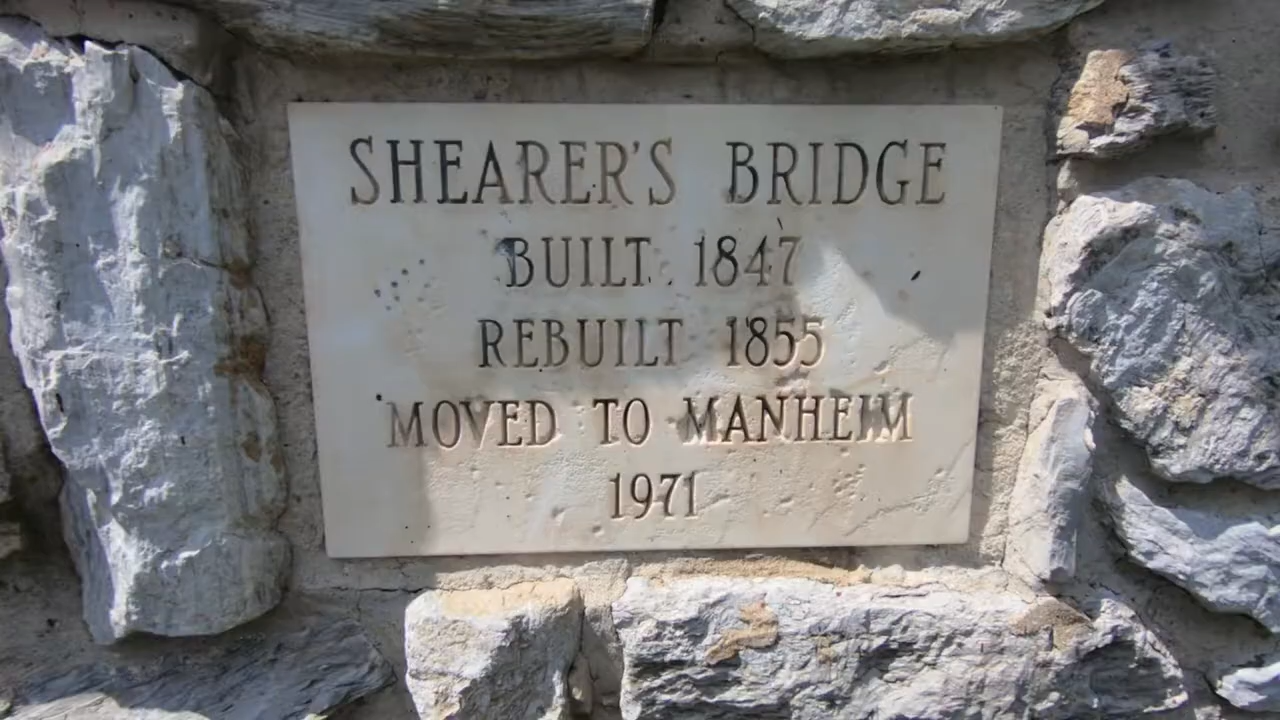 SHEARER'S BRIDGE
BUILT 1847
REBUILT 1855
MOVED TO MANHEIM
1971